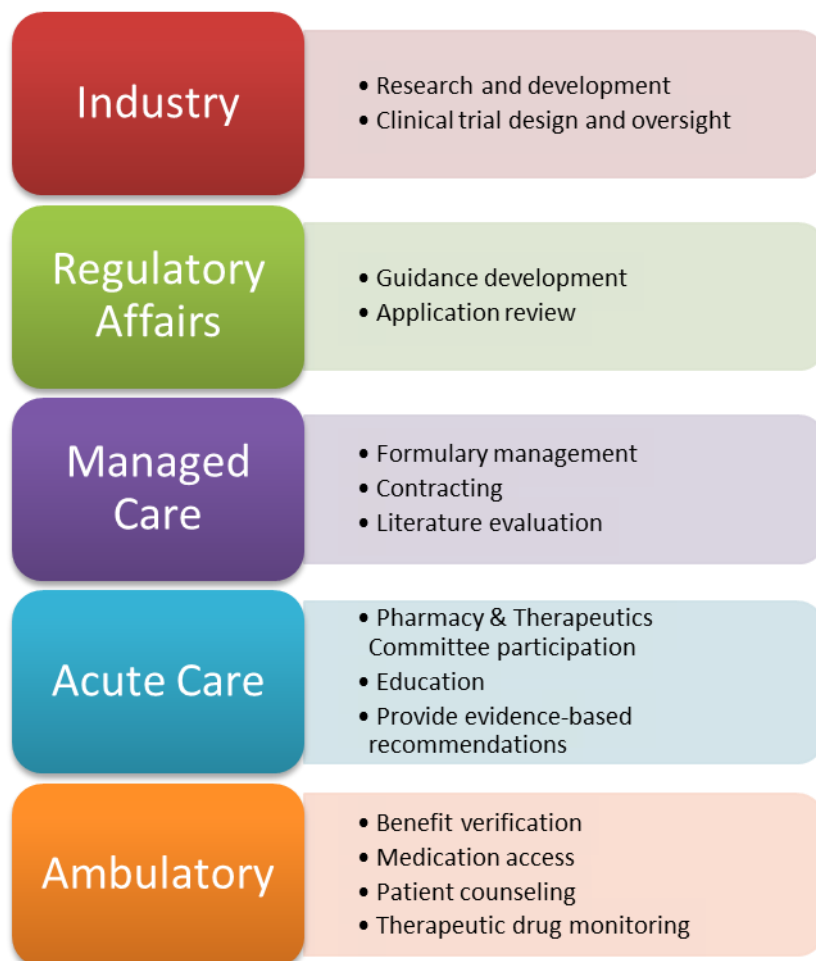 Industry
• Research and development
• Clinical trial design and oversight
Regulatory
Affairs
• Guidance development
• Application review
Managed
Care
• Formulary management
• Contracting
• Literature evaluation
Acute Care
• Pharmacy & Therapeutics
Committee participation
• Education
• Provide evidence-based
recommendations
Ambulatory
• Benefit verification
• Medication access
• Patient counseling
• Therapeutic drug monitoring